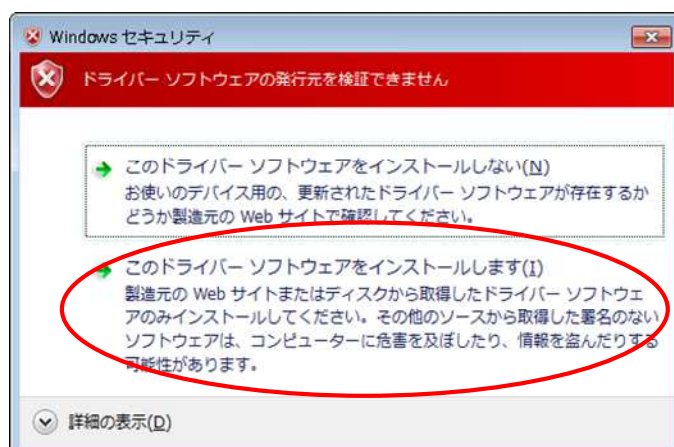 Windows セキュリティ
ドライバー ソフトウェアの発行元を検証できません
このドライバー ソフトウェアをインストールしない(N)
お使いのデバイス用の、更新されたドライバー ソフトウェアが存在するか
どうか製造元の Web サイトで確認してください。
このドライバー ソフトウェアをインストールします(I)
製造元の Web サイトまたはディスクから取得したドライバー ソフトウェ
アのみインストールしてください。その他のソースから取得した署名のない
ソフトウェアは、コンピューターに危害を及ぼしたり、情報を盗んだりする
可能性があります。
詳細の表示(D)